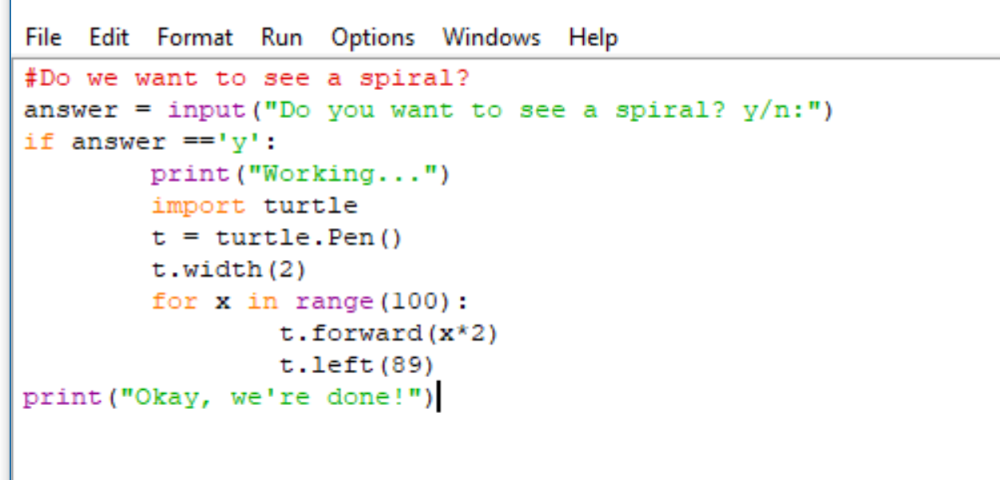 File Edit Format Run Options Windows Help
#Do we want to see a spiral?
answer = input("Do you want to see a spiral? y/n:")
if answer =='y':
        print("Working...")
        import turtle
        t = turtle.Pen()
        t.width(2)
        for x in range(100):
                t.forward(x*2)
                t.left(89)
print("Okay, we're done!")